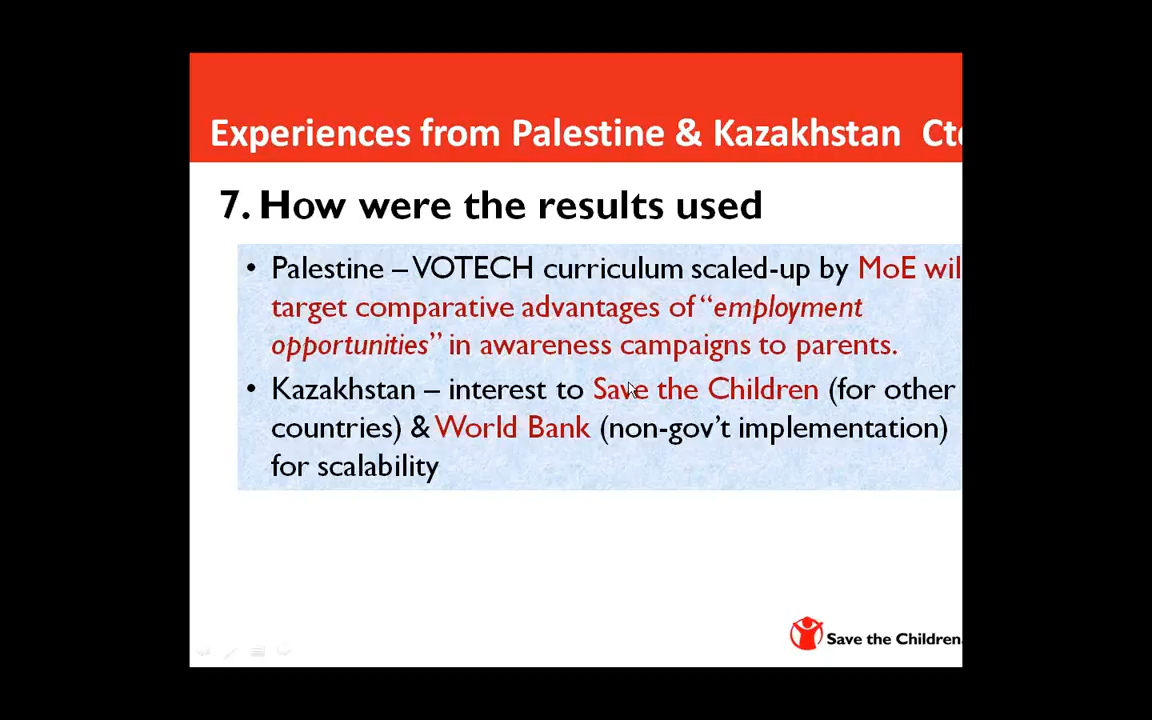 Experiences from Palestine & Kazakhstan
7. How were the results used
• Palestine – VOTECH curriculum scaled-up by MoE
target comparative advantages of “employment
opportunities” in awareness campaigns to parents.
• Kazakhstan – interest to Save the Children (for other
countries) & World Bank (non-gov’t implementation)
for scalability
Save the Children